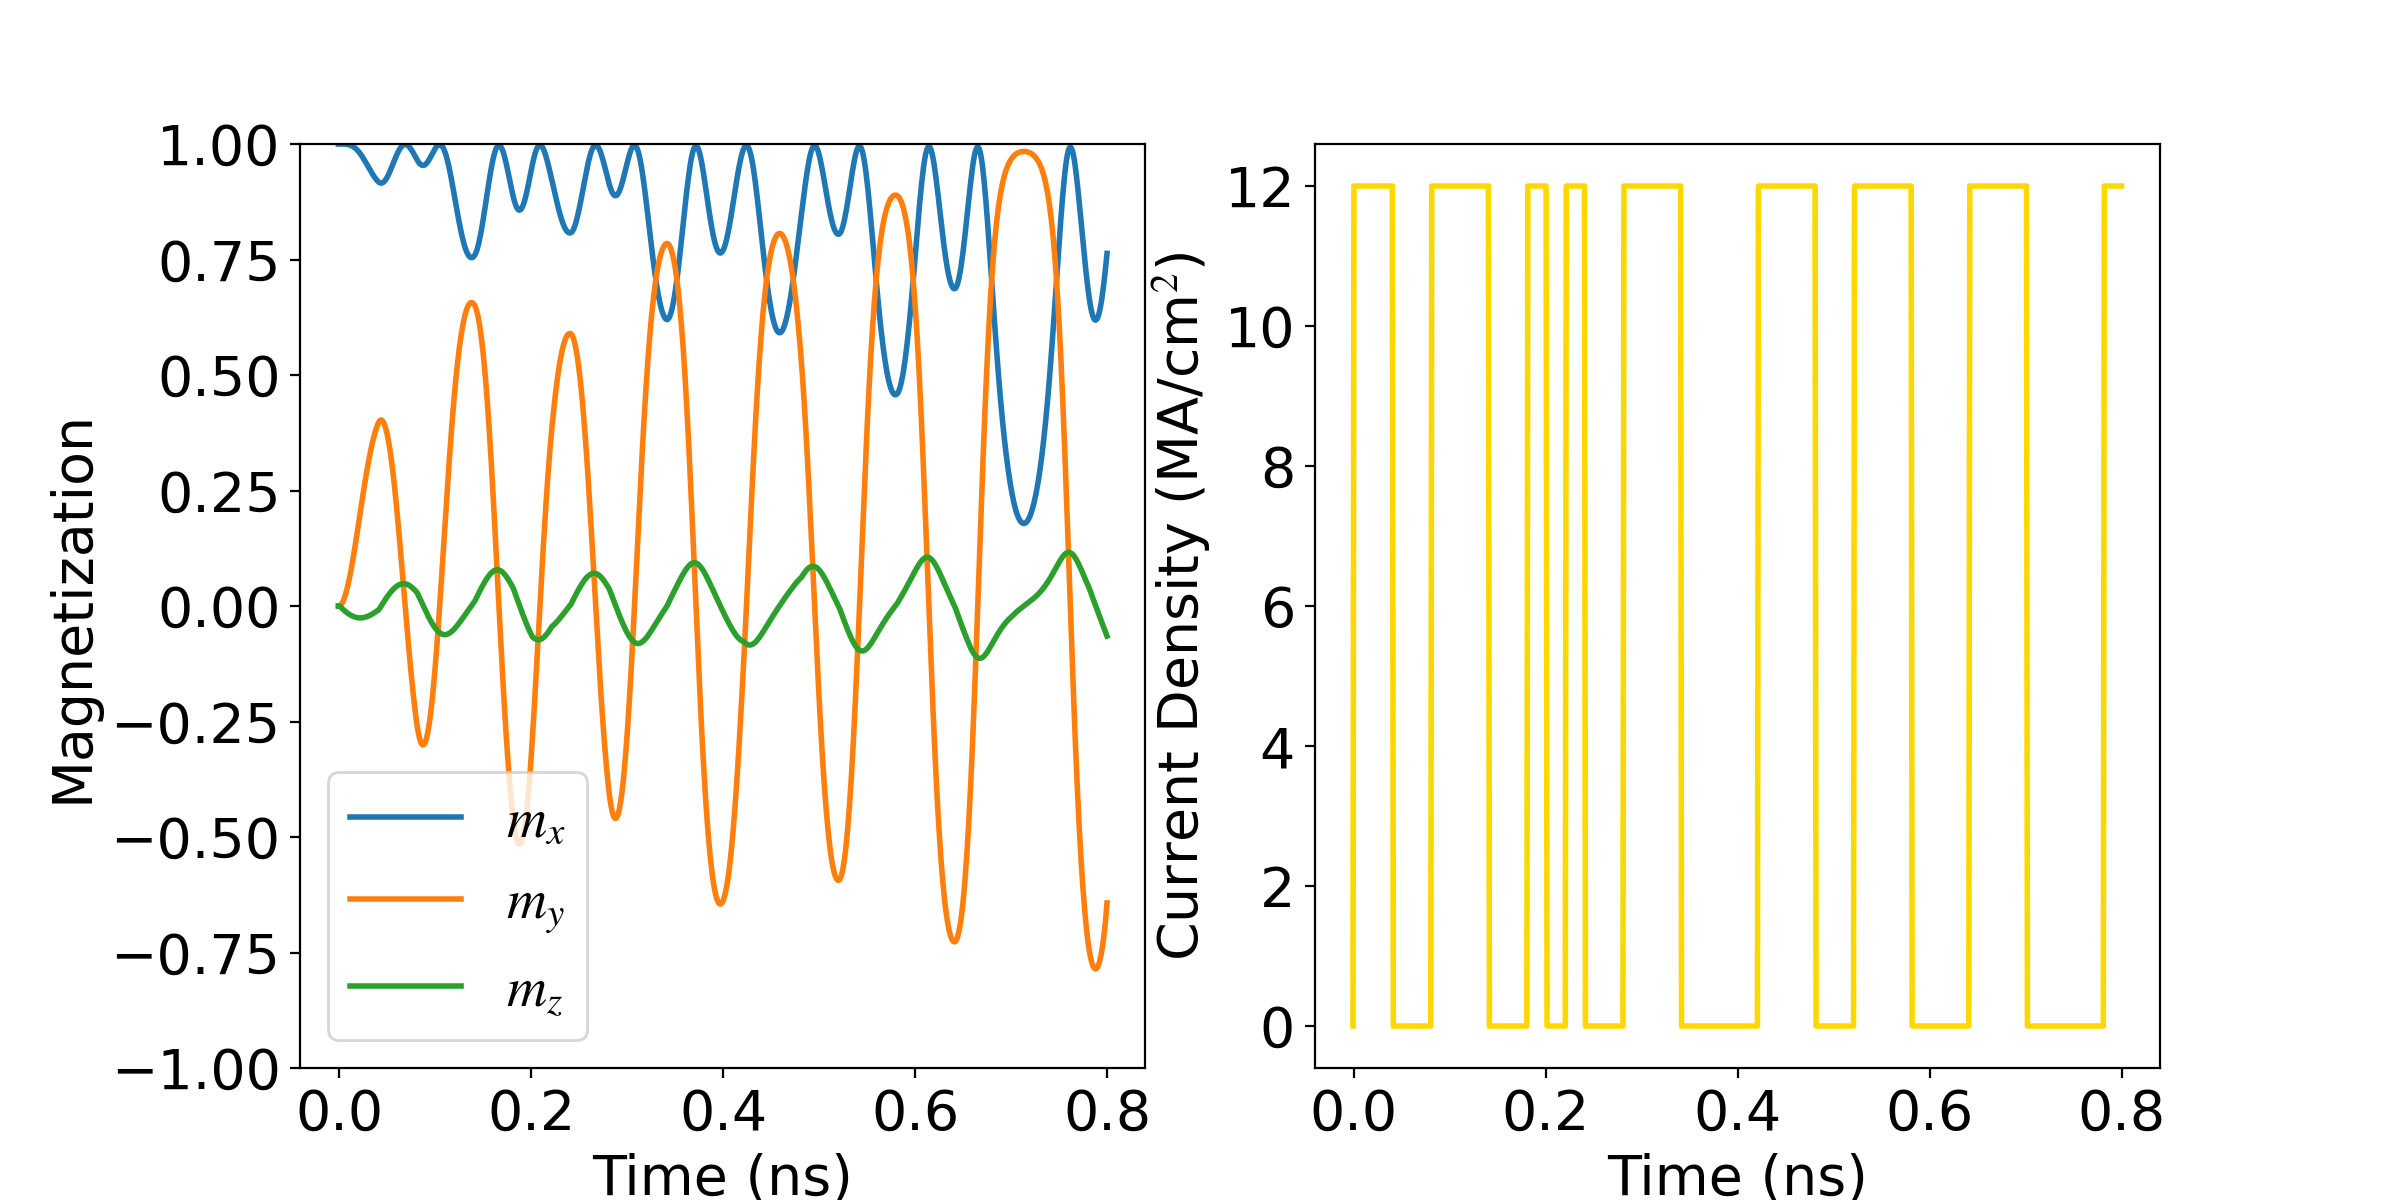 Magnetization
1.00
0.75
0.50
0.25
0.00
−0.25
−0.50
−0.75
−1.00
m_x
m_y
m_z
0.0 0.2 0.4 0.6 0.8
Time (ns)
Current Density (MA/cm²)
12
10
8
6
4
2
0
0.0 0.2 0.4 0.6 0.8
Time (ns)